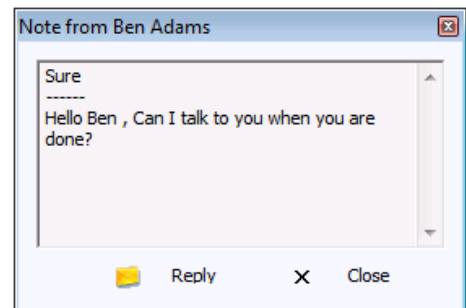 Note from Ben Adams
Sure
------
Hello Ben , Can I talk to you when you are
done?
Reply
Close